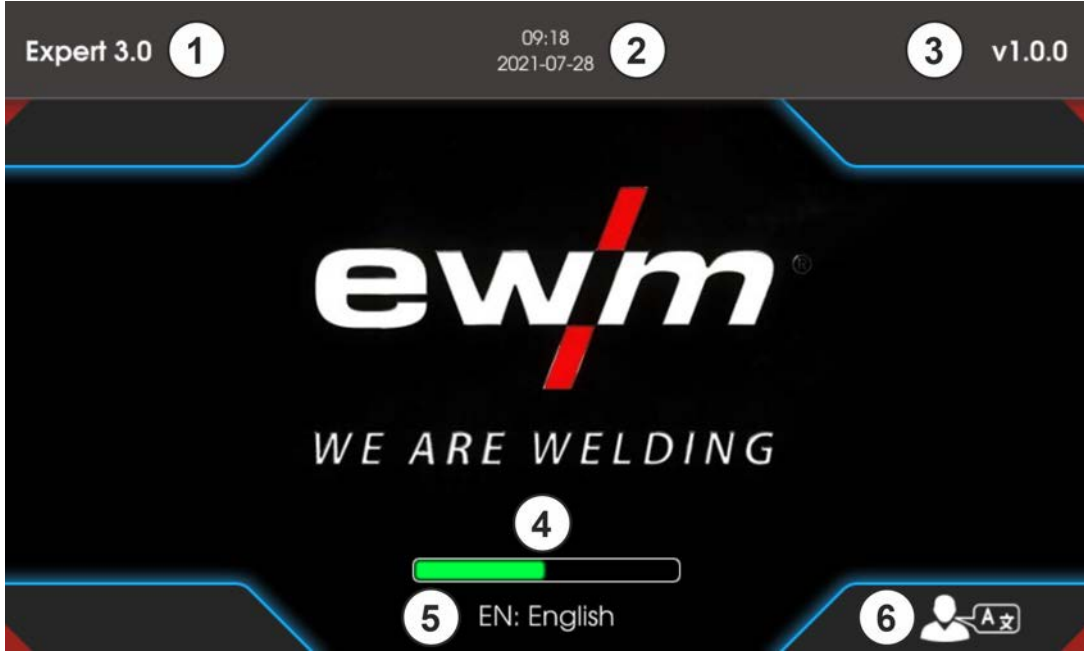 Expert 3.0
1
09:18
2021-07-28
2
3
v1.0.0
ewm®
WE ARE WELDING
4
5
EN: English
6
A 文